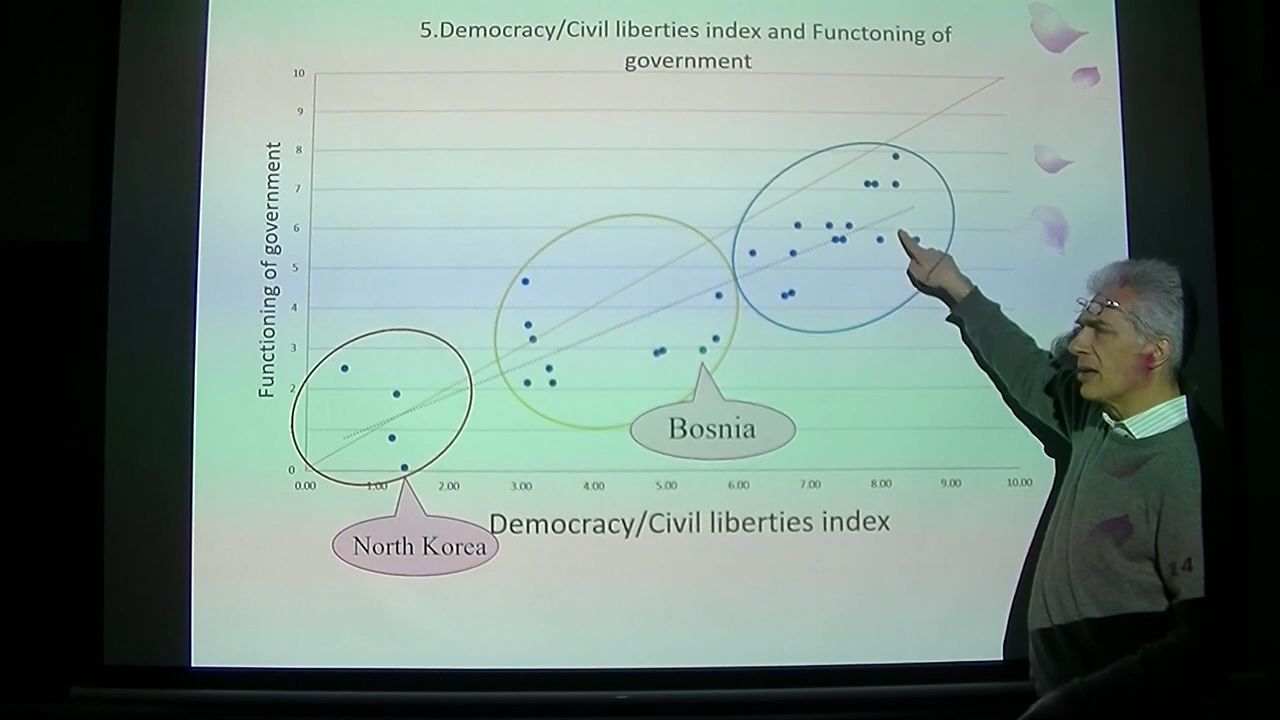 5.Democracy/Civil liberties index and Functoning of
government
Functioning of government
10
9
8
7
6
5
4
3
2
0
0.00 1.00 2.00 3.00 4.00 5.00 6.00 7.00 8.00 9.00 10.00
Bosnia
Democracy/Civil liberties index
North Korea
14